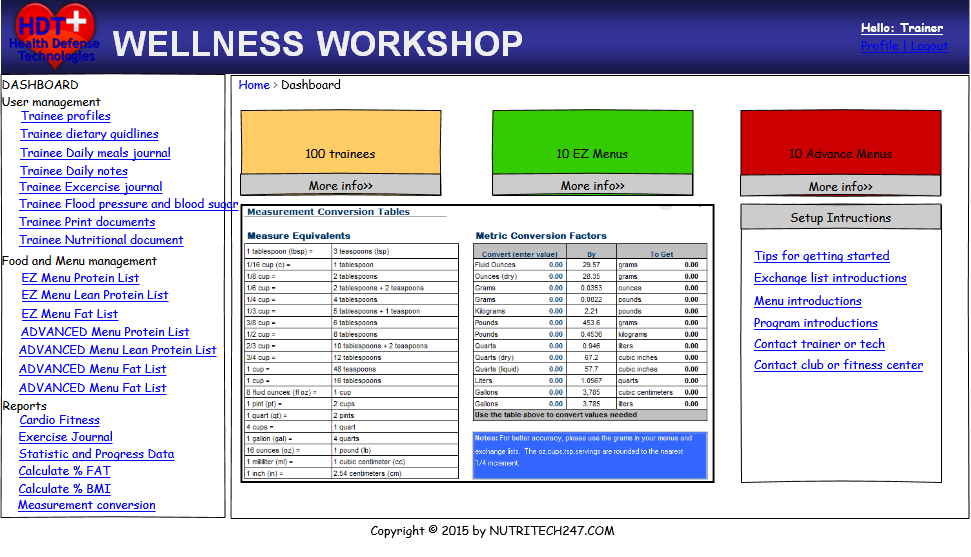 HDT+
Health Defense
Technologies
WELLNESS WORKSHOP
Hello: Trainer
Profile | Logout
DASHBOARD
User management
Trainee profiles
Trainee dietary quidlines
Trainee Daily meals journal
Trainee Daily notes
Trainee Excercise journal
Trainee Flood pressure and blood sugar
Trainee Print documents
Trainee Nutritional document
Food and Menu management
EZ Menu Protein List
EZ Menu Lean Protein List
EZ Menu Fat List
ADVANCED Menu Protein List
ADVANCED Menu Lean Protein List
ADVANCED Menu Fat List
ADVANCED Menu Fat List
Reports
Cardio Fitness
Exercise Journal
Statistic and Progress Data
Calculate % FAT
Calculate % BMI
Measurement conversion
Home > Dashboard
100 trainees
More info>>
10 EZ Menus
More info>>
10 Advance Menus
More info>>
Measurement Conversion Tables
Measure Equivalents
1 tablespoon (tbsp) = 3 teaspoons (tsp)
1/16 cup (c) = 1 tablespoon
1/8 cup = 2 tablespoons
1/6 cup = 2 tablespoons + 2 teaspoons
1/4 cup = 4 tablespoons
1/3 cup = 5 tablespoons + 1 teaspoon
3/8 cup = 6 tablespoons
1/2 cup = 8 tablespoons
2/3 cup = 10 tablespoons + 2 teaspoons
3/4 cup = 12 tablespoons
1 cup = 48 teaspoons
1 cup = 16 tablespoons
8 fluid ounces (fl oz) = 1 cup
1 pint (pt) = 2 cups
1 quart (qt) = 2 pints
4 cups = 1 quart
1 gallon (gal) = 4 quarts
16 ounces (oz) = 1 pound (lb)
1 milliliter (ml) = 1 cubic centimeter (cc)
1 inch (in) = 2.54 centimeters (cm)
Metric Conversion Factors
Convert (enter value) By To Get
Fluid Ounces 0.00 29.57 grams 0.00
Ounces (dry) 0.00 28.35 grams 0.00
Grams 0.00 0.0353 ounces 0.00
Grams 0.00 0.0022 pounds 0.00
Kilograms 0.00 2.21 pounds 0.00
Pounds 0.00 453.6 grams 0.00
Pounds 0.00 0.4536 kilograms 0.00
Quarts 0.00 0.946 liters 0.00
Quarts (dry) 0.00 67.2 cubic inches 0.00
Quarts (liquid) 0.00 57.7 cubic inches 0.00
Liters 0.00 1.0567 quarts 0.00
Gallons 0.00 3,785 cubic centimeters 0.00
Gallons 0.00 3.785 liters 0.00
Use the table above to convert values needed
Notes: For better accuracy, please use the grams in your menus and
exchange lists. The oz,cups,tsp,servings are rounded to the nearest
1/4 increment.
Setup Intructions
Tips for getting started
Exchange list introductions
Menu introductions
Program introductions
Contact trainer or tech
Contact club or fitness center
Copyright © 2015 by NUTRITECH247.COM